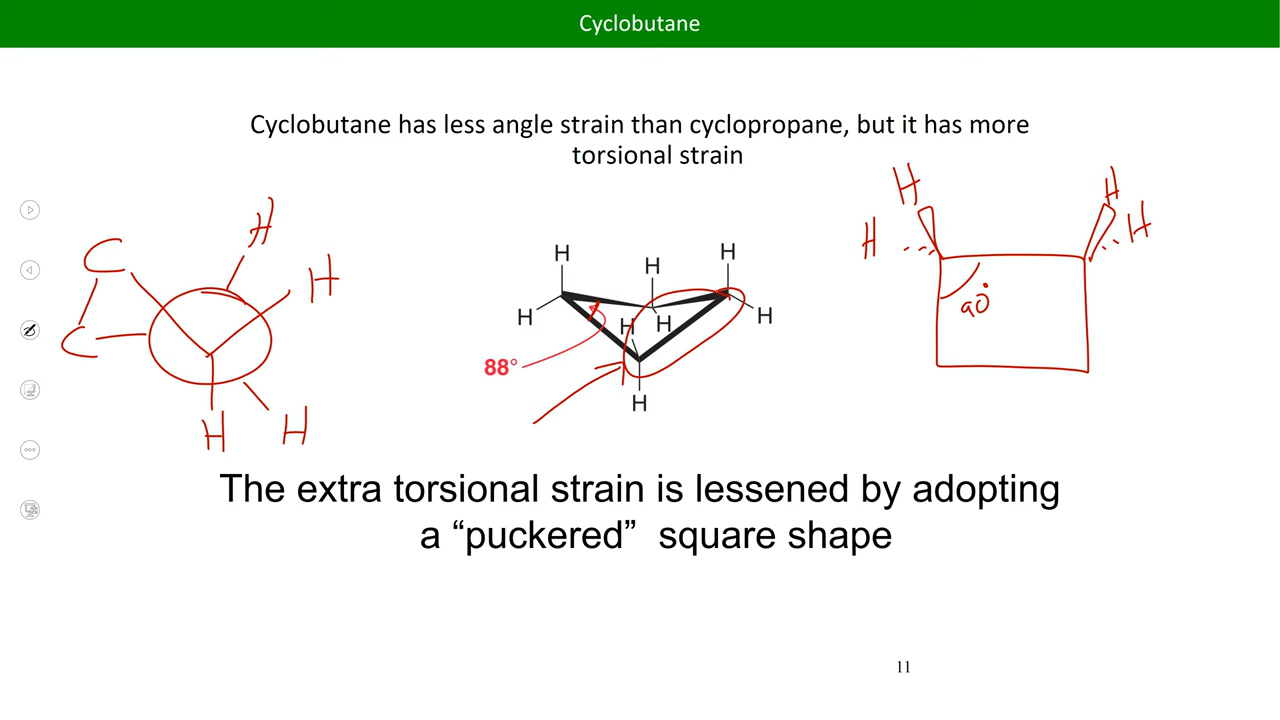 Cyclobutane
Cyclobutane has less angle strain than cyclopropane, but it has more
torsional strain
C
C
H
H
H
H
H
H
H
H
H
H
H
H
88°
H
H
H
H
90°
The extra torsional strain is lessened by adopting
a “puckered” square shape
11